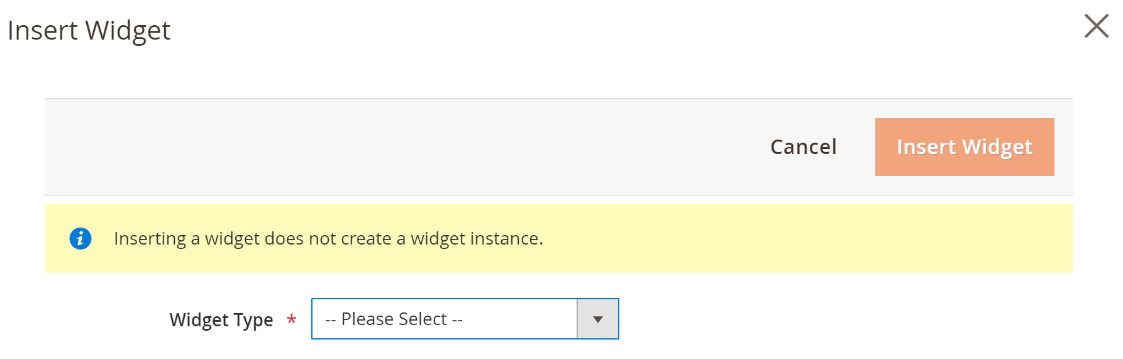 Insert Widget
Cancel
Insert Widget
Inserting a widget does not create a widget instance.
Widget Type *
-- Please Select --